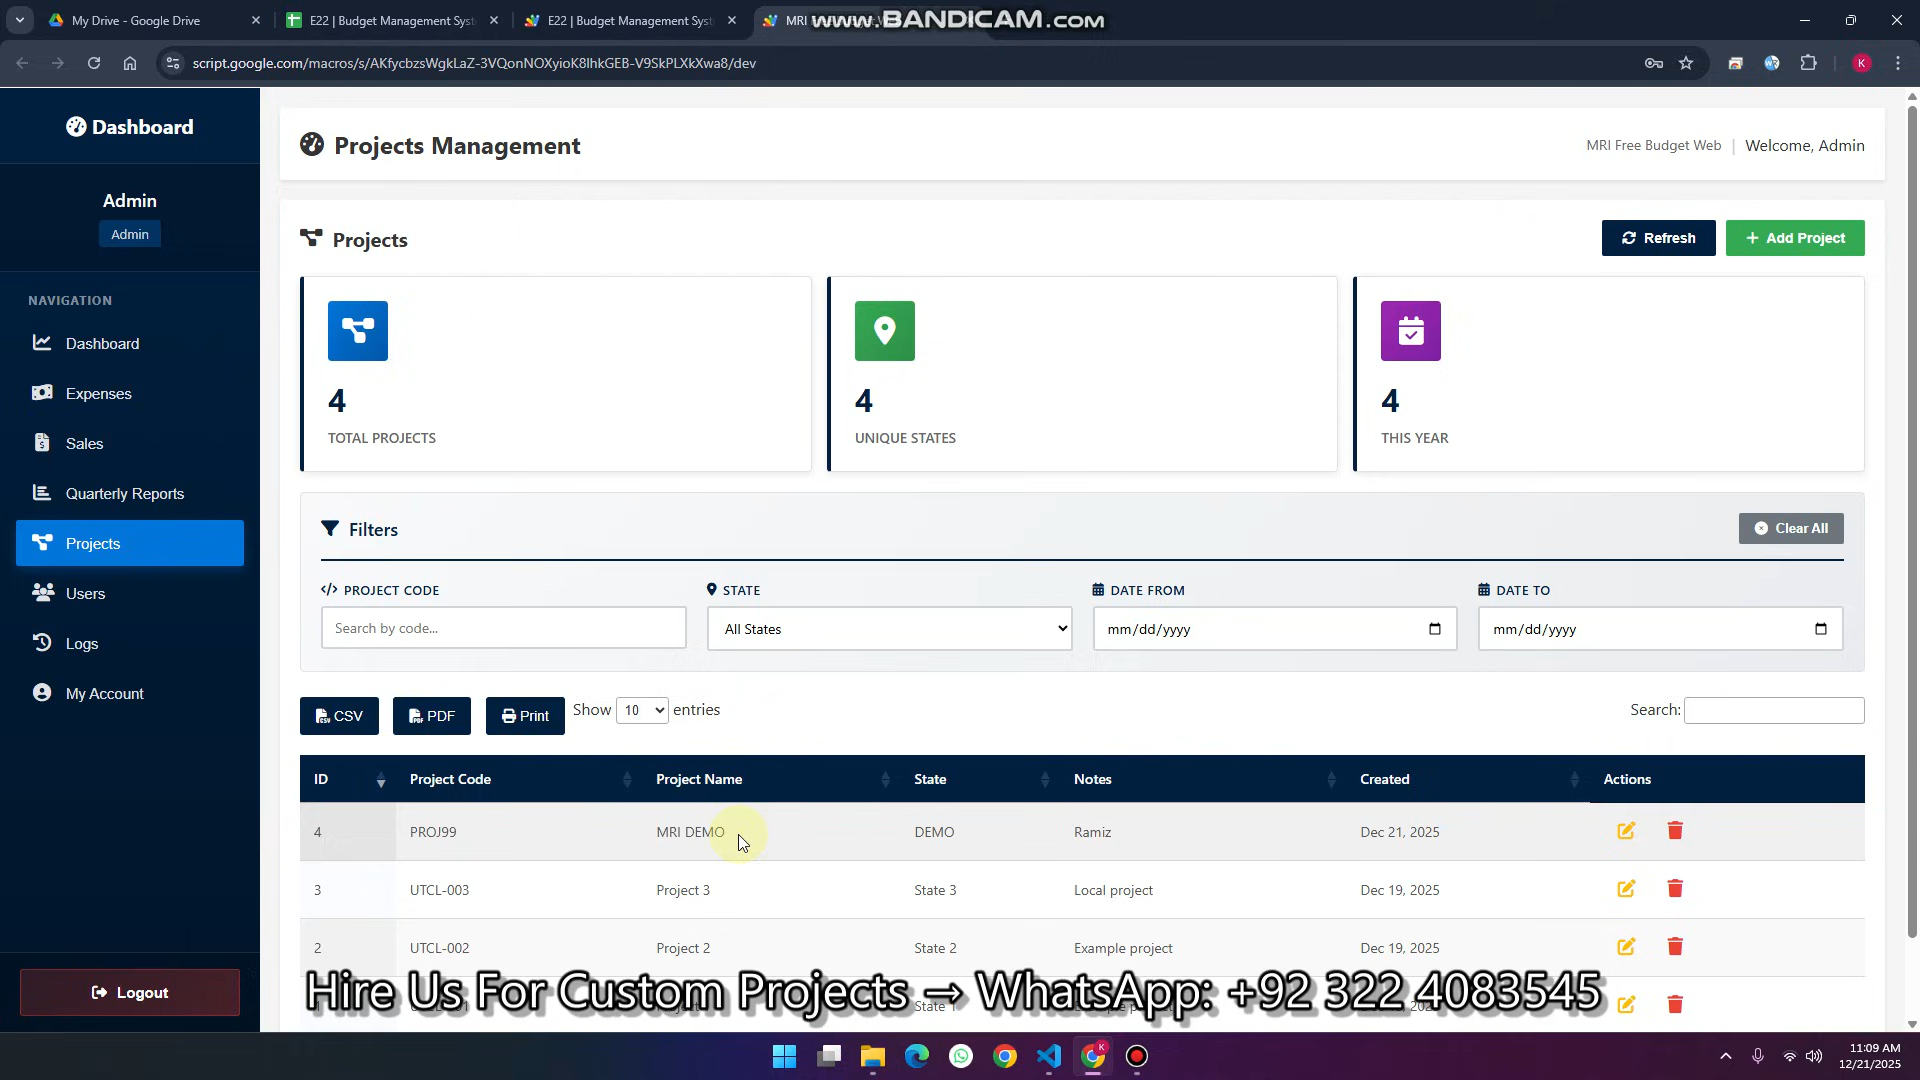 My Drive - Google Drive
E22 | Budget Management Syst
E22 | Budget Management Syst
MRI
www.BANDICAM.com
script.google.com/macros/s/AKfycbzsWgkLaZ-3VQonNOXyioK8lhkGEB-V9SkPLXkXwa8/dev
K
Dashboard
Admin
Admin
NAVIGATION
Dashboard
Expenses
Sales
Quarterly Reports
Projects
Users
Logs
My Account
Logout
Projects Management
MRI Free Budget Web | Welcome, Admin
Projects
Refresh
+ Add Project
4
TOTAL PROJECTS
4
UNIQUE STATES
4
THIS YEAR
Filters
Clear All
PROJECT CODE
STATE
DATE FROM
DATE TO
Search by code...
All States
mm/dd/yyyy
mm/dd/yyyy
CSV
PDF
Print
Show 10 entries
Search:
ID Project Code Project Name State Notes Created Actions
4 PROJ99 MRI DEMO DEMO Ramiz Dec 21, 2025
3 UTCL-003 Project 3 State 3 Local project Dec 19, 2025
2 UTCL-002 Project 2 State 2 Example project Dec 19, 2025
Hire Us For Custom Projects → WhatsApp: +92 322 4083545
K
11:09 AM
12/21/2025